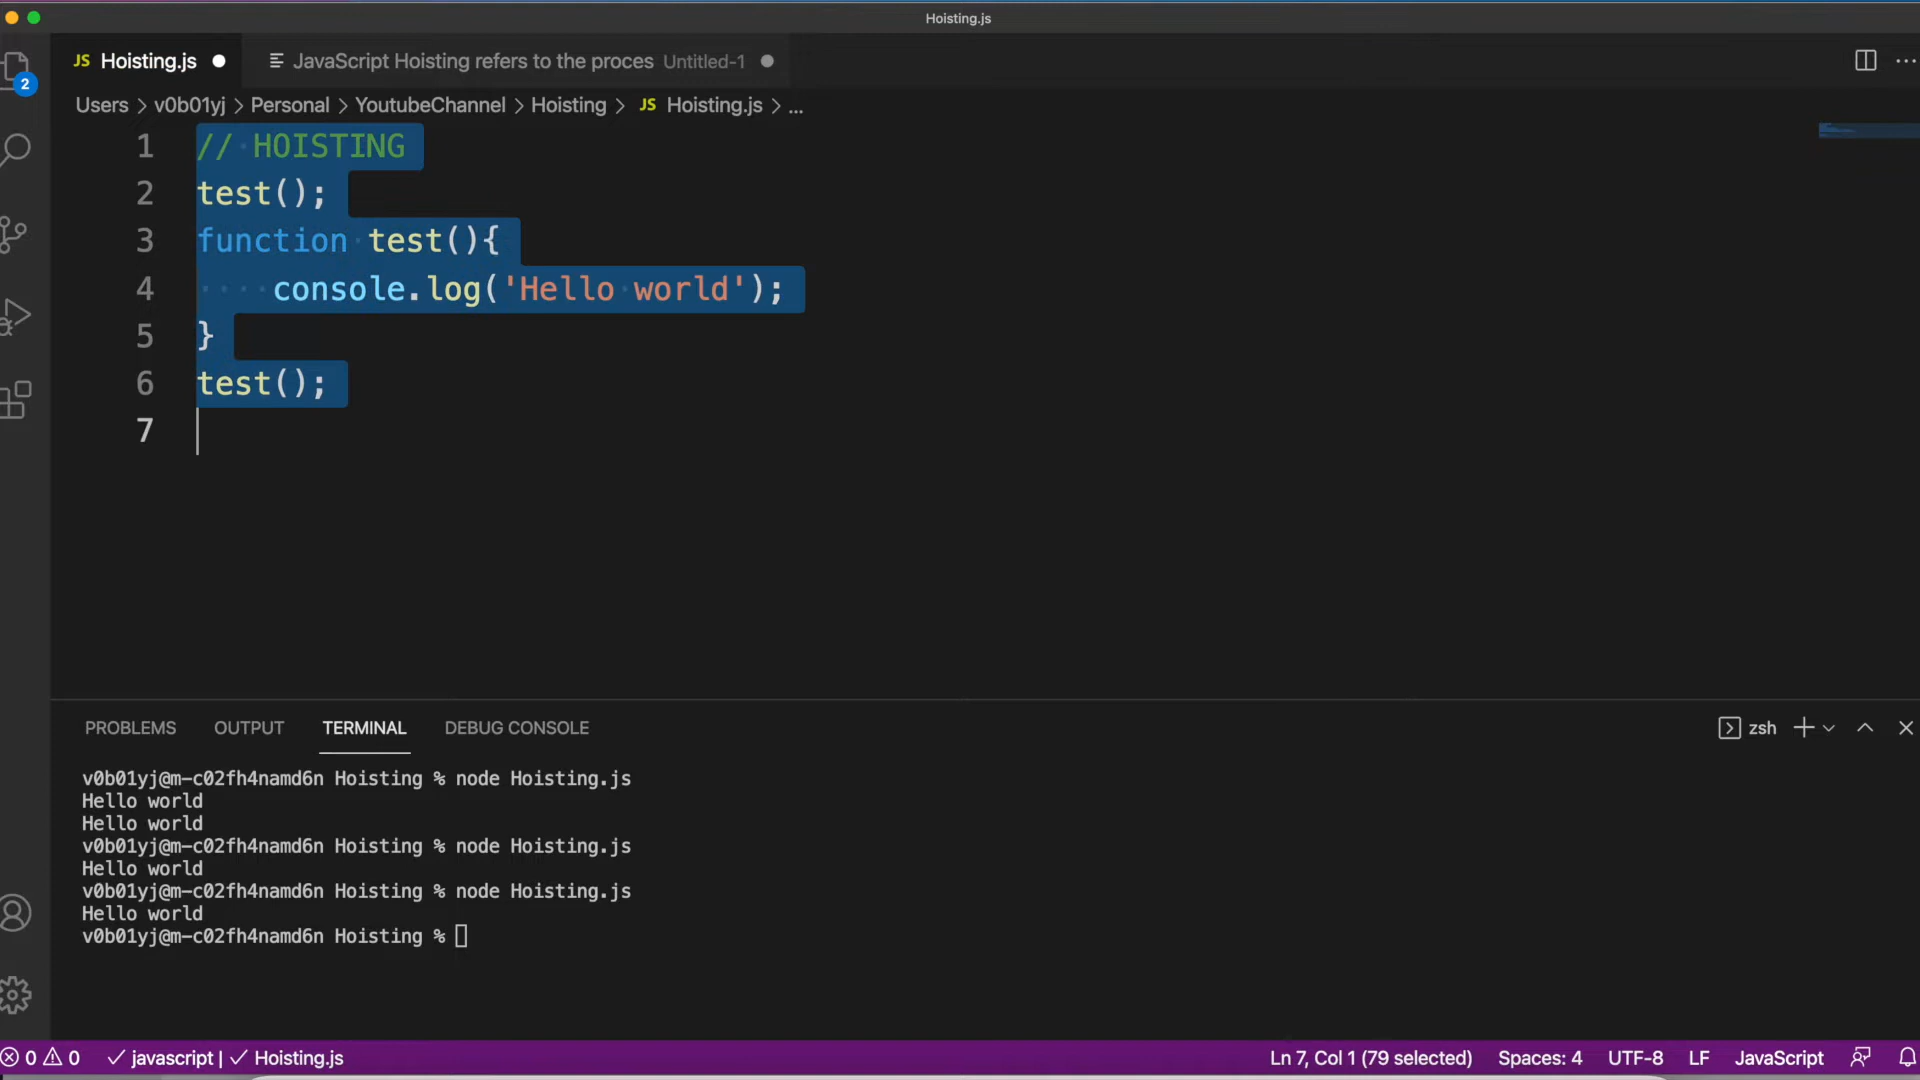 Hoisting.js
JS Hoisting.js JavaScript Hoisting refers to the proces Untitled-1
2
Users > v0b01yj > Personal > YoutubeChannel > Hoisting > JS Hoisting.js > ...
1 // HOISTING
2 test();
3 function test(){
4 console.log('Hello world');
5 }
6 test();
7
PROBLEMS OUTPUT TERMINAL DEBUG CONSOLE zsh
v0b01yj@m-c02fh4namd6n Hoisting % node Hoisting.js
Hello world
Hello world
v0b01yj@m-c02fh4namd6n Hoisting % node Hoisting.js
Hello world
v0b01yj@m-c02fh4namd6n Hoisting % node Hoisting.js
Hello world
v0b01yj@m-c02fh4namd6n Hoisting %
0 0 javascript | Hoisting.js Ln 7, Col 1 (79 selected) Spaces: 4 UTF-8 LF JavaScript